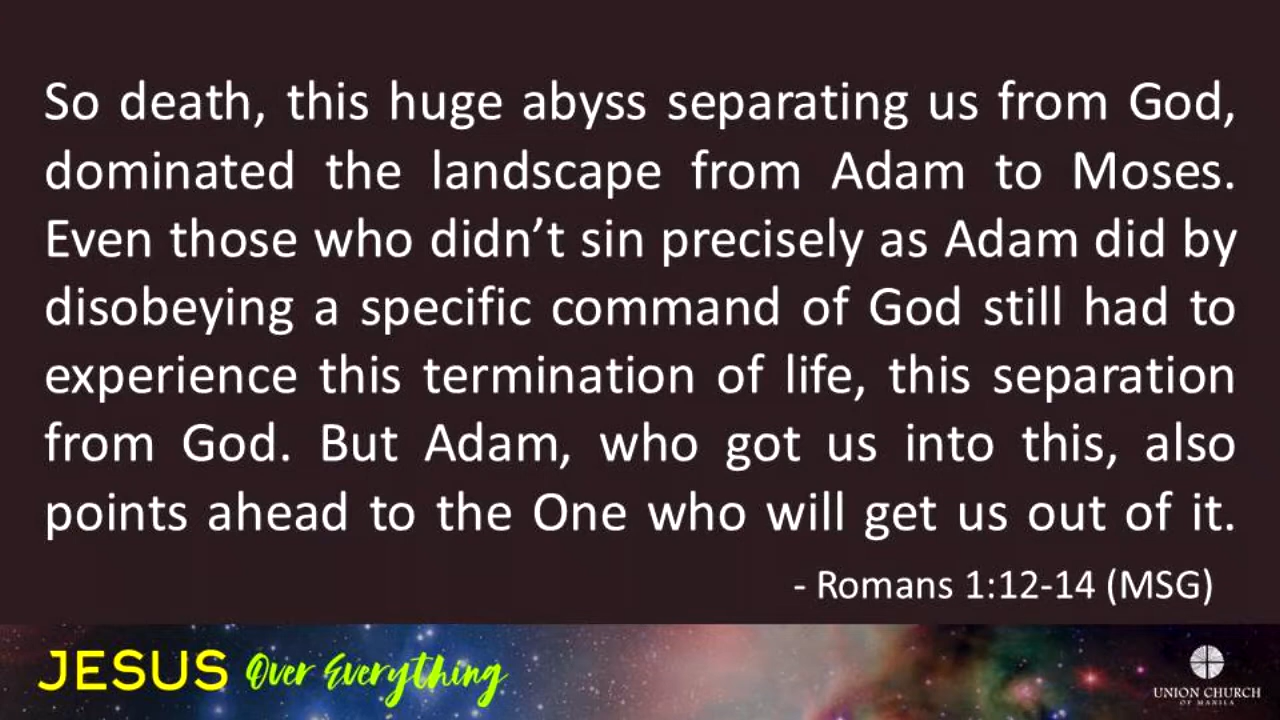 So death, this huge abyss separating us from God,
dominated the landscape from Adam to Moses.
Even those who didn’t sin precisely as Adam did by
disobeying a specific command of God still had to
experience this termination of life, this separation
from God. But Adam, who got us into this, also
points ahead to the One who will get us out of it.
- Romans 1:12-14 (MSG)
JESUS Over Everything
UNION CHURCH
OF MANILA